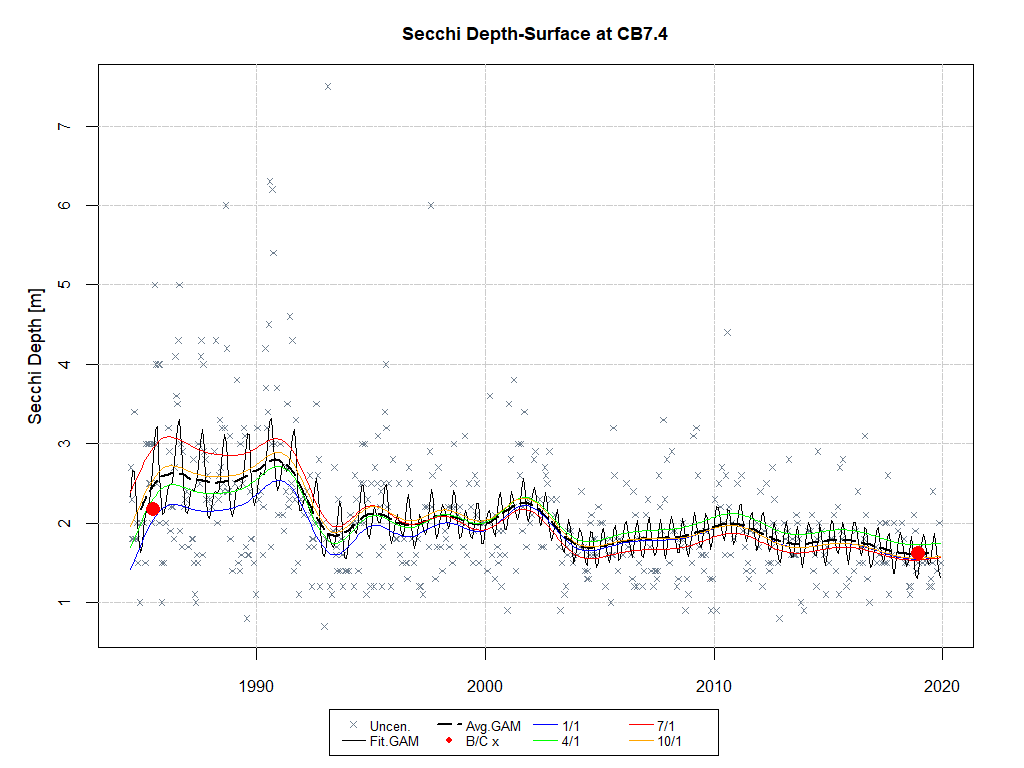 Secchi Depth-Surface at CB7.4
Secchi Depth [m]
7
6
5
4
3
2
1
1990 2000 2010 2020
Uncen. Avg.GAM 1/1 7/1
Fit.GAM B/C x 4/1 10/1